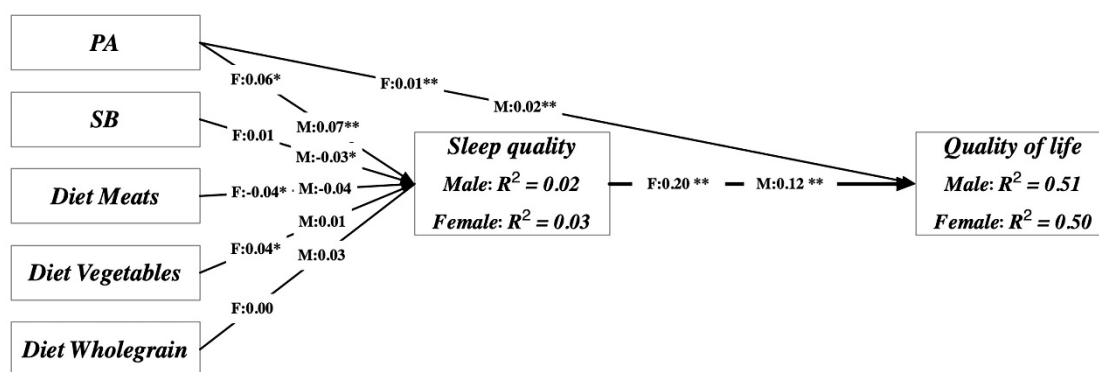 PA
SB
Diet Meats
Diet Vegetables
Diet Wholegrain
F:0.06*
M:0.07**
F:0.01
M:-0.03*
F:-0.04*
M:-0.04
M:0.01
F:0.04*
M:0.03
F:0.00
F:0.01**
M:0.02**
Sleep quality
Male: R² = 0.02
Female: R² = 0.03
F:0.20 **
M:0.12 **
Quality of life
Male: R² = 0.51
Female: R² = 0.50